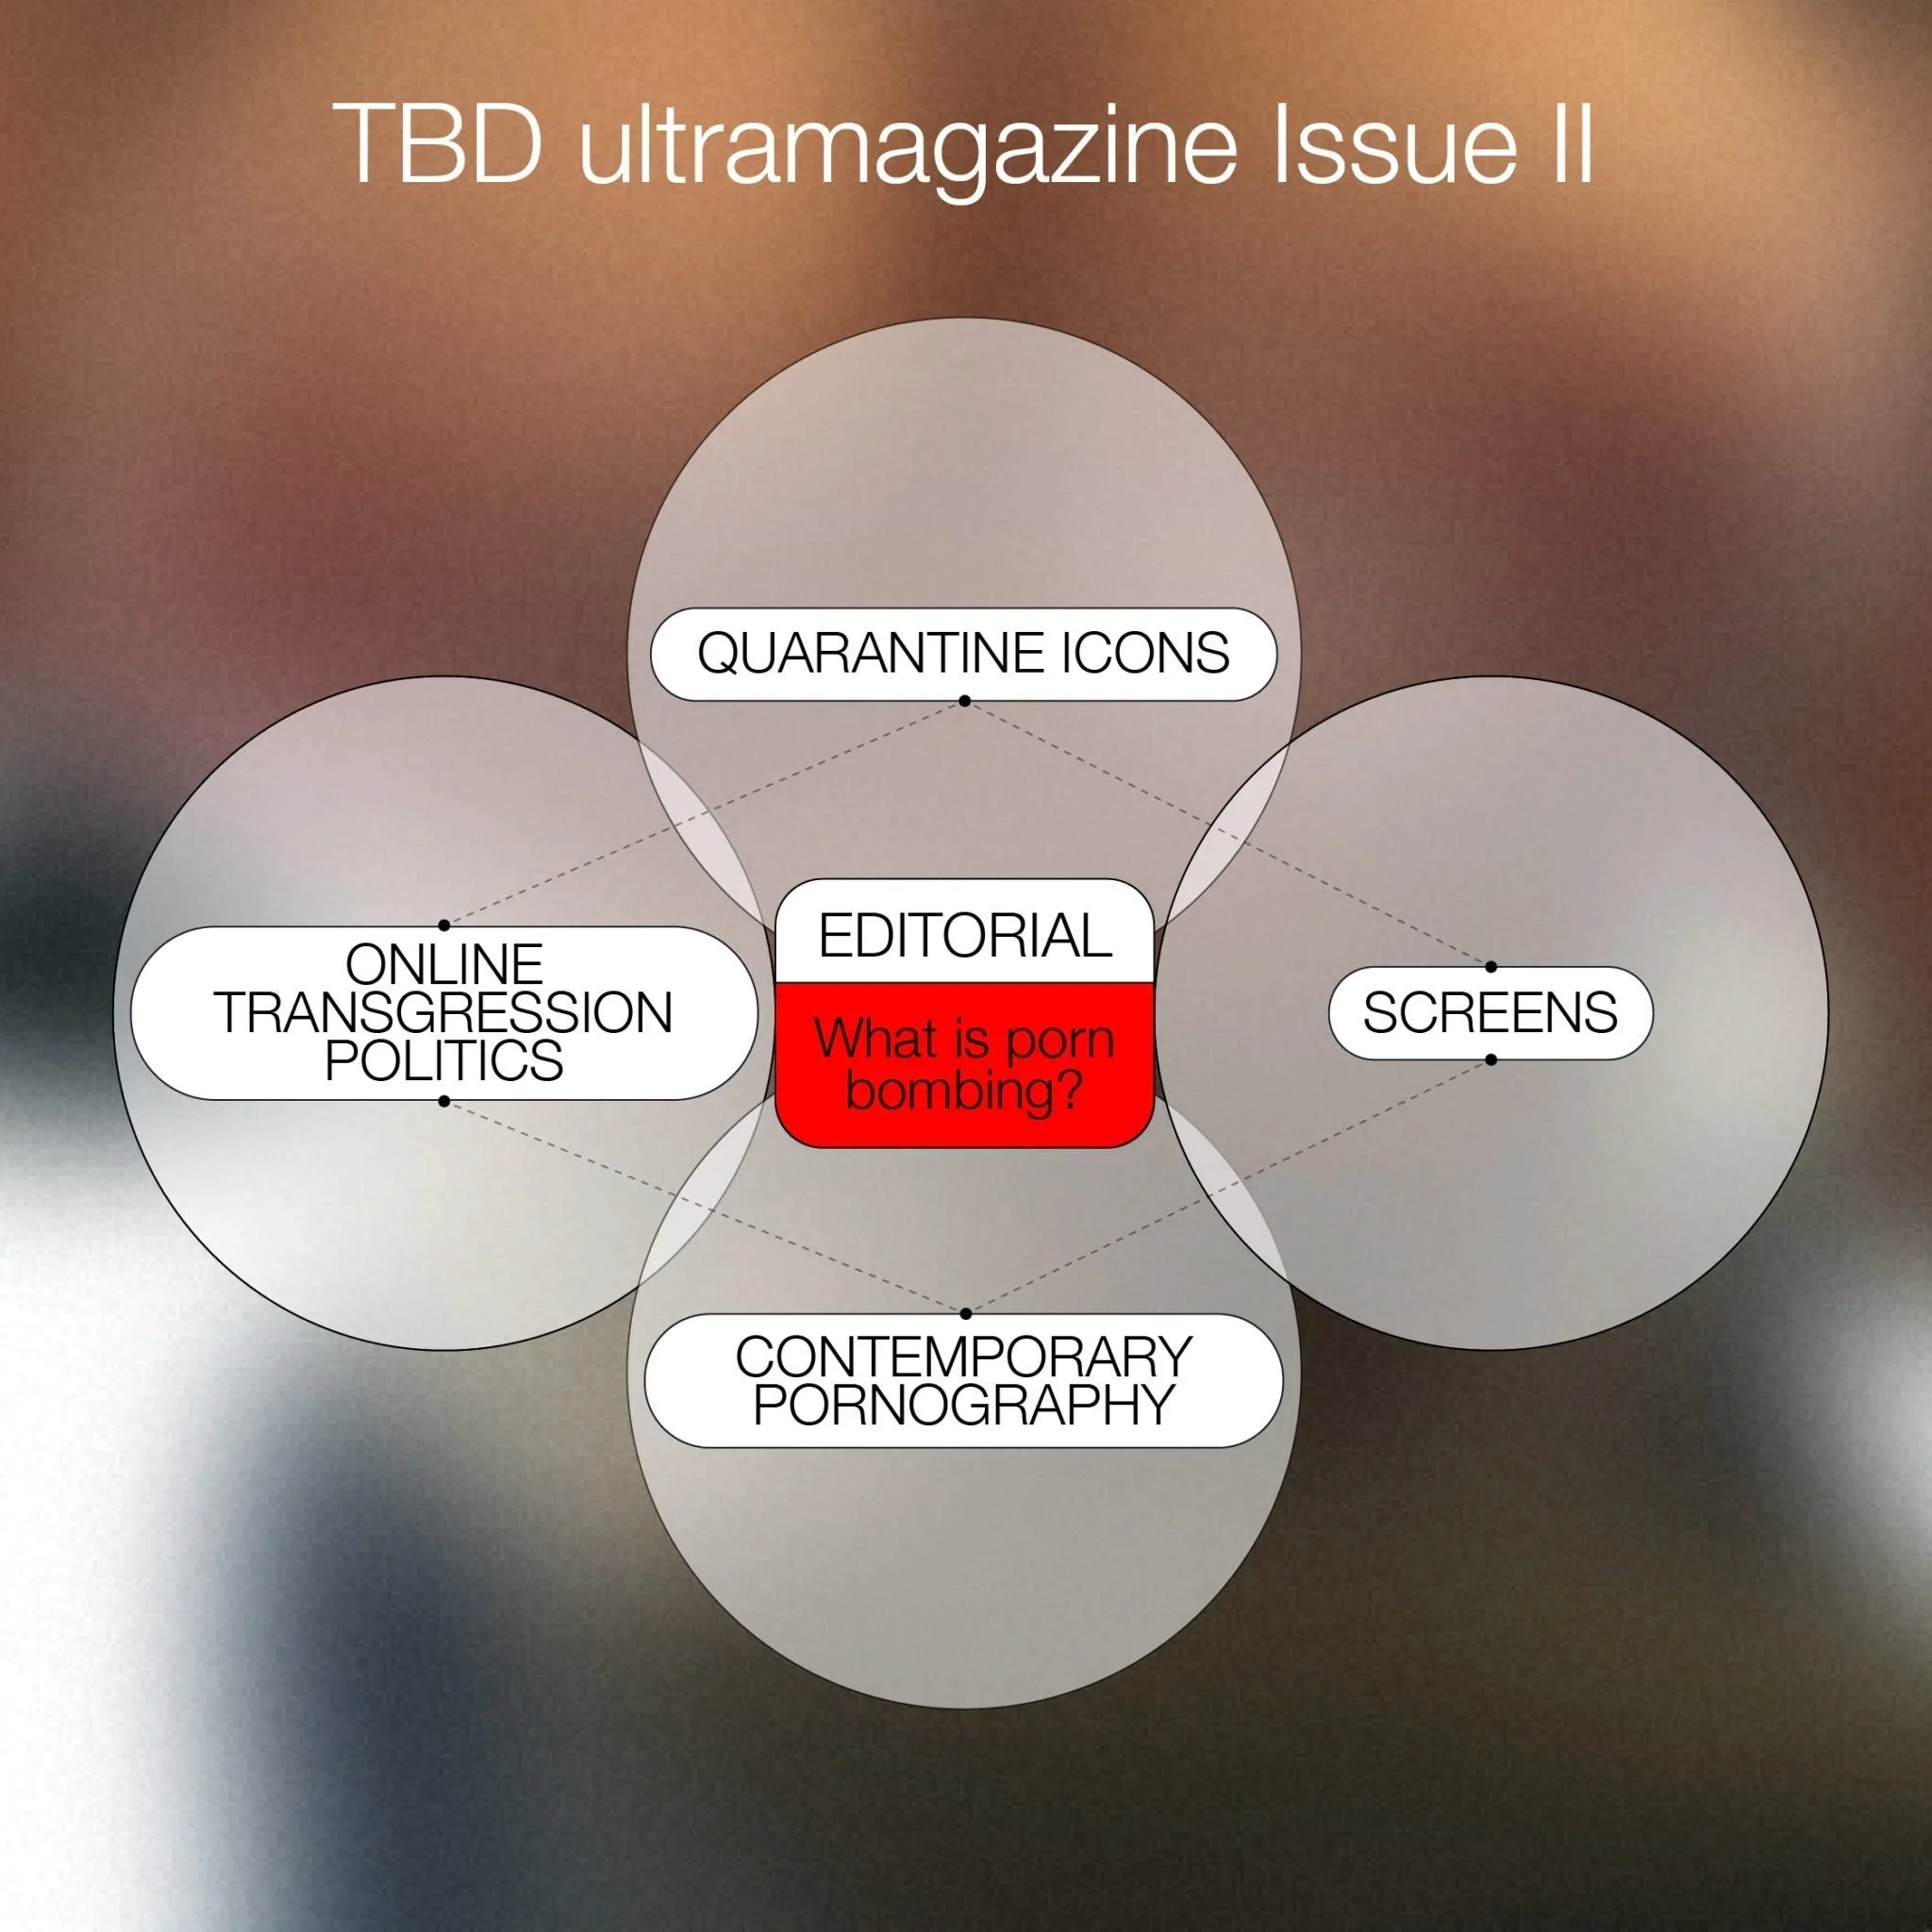 TBD ultramagazine Issue II
QUARANTINE ICONS
EDITORIAL
What is porn
bombing?
ONLINE
TRANSGRESSION
POLITICS
SCREENS
CONTEMPORARY
PORNOGRAPHY